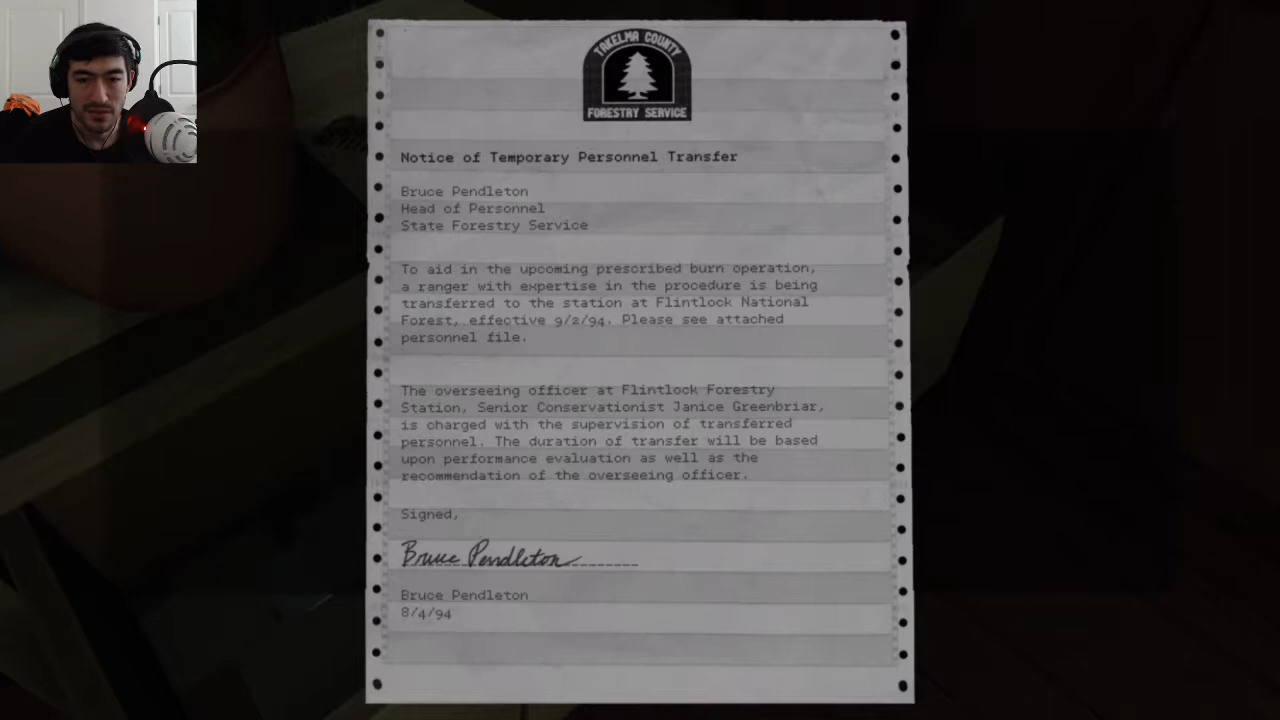 TAKELMA COUNTY
FORESTRY SERVICE
Notice of Temporary Personnel Transfer
Bruce Pendleton
Head of Personnel
State Forestry Service
To aid in the upcoming prescribed burn operation,
a ranger with expertise in the procedure is being
transferred to the station at Flintlock National
Forest, effective 9/2/94. Please see attached
personnel file.
The overseeing officer at Flintlock Forestry
Station, Senior Conservationist Janice Greenbriar,
is charged with the supervision of transferred
personnel. The duration of transfer will be based
upon performance evaluation as well as the
recommendation of the overseeing officer.
Signed,
Bruce Pendleton
Bruce Pendleton
8/4/94